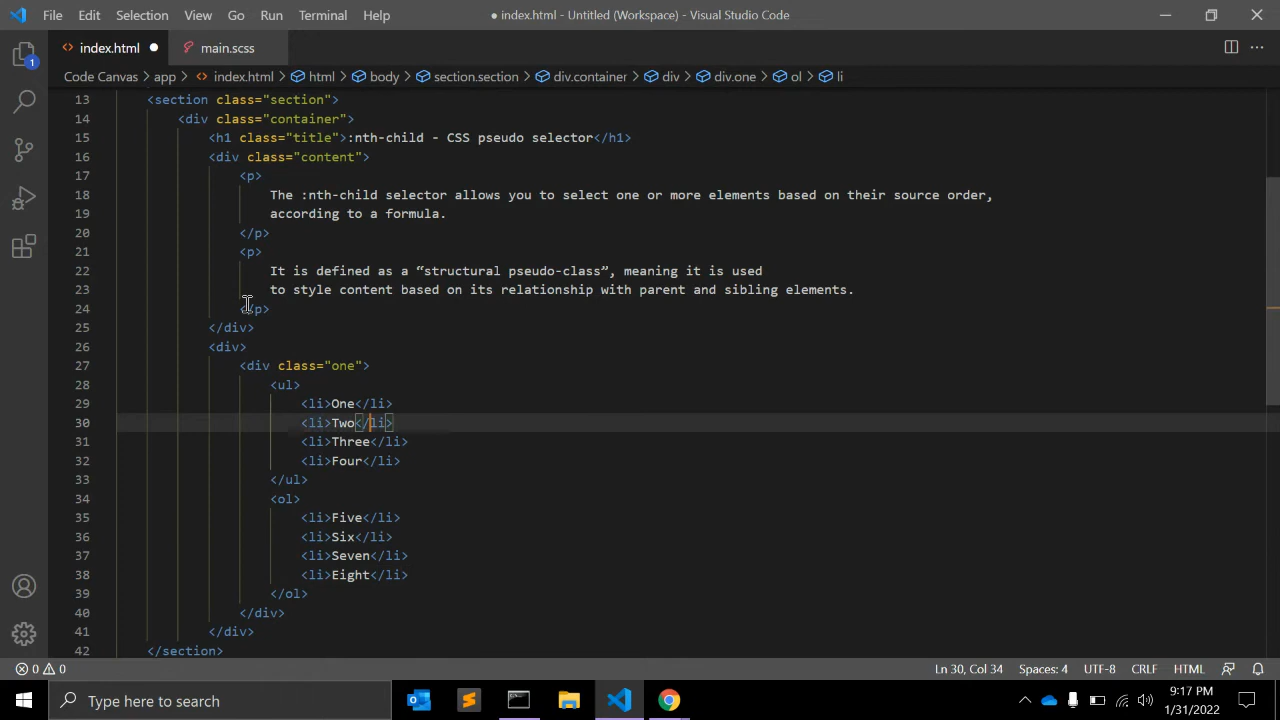 File Edit Selection View Go Run Terminal Help ● index.html - Untitled (Workspace) - Visual Studio Code
<> index.html ● main.scss
Code Canvas > app > <> index.html > html > body > section.section > div.container > div > div.one > ol > li
1
13 <section class="section">
14 <div class="container">
15 <h1 class="title">:nth-child - CSS pseudo selector</h1>
16 <div class="content">
17 <p>
18 The :nth-child selector allows you to select one or more elements based on their source order,
19 according to a formula.
20 </p>
21 <p>
22 It is defined as a “structural pseudo-class”, meaning it is used
23 to style content based on its relationship with parent and sibling elements.
24 </p>
25 </div>
26 <div>
27 <div class="one">
28 <ul>
29 <li>One</li>
30 <li>Two</li>
31 <li>Three</li>
32 <li>Four</li>
33 </ul>
34 <ol>
35 <li>Five</li>
36 <li>Six</li>
37 <li>Seven</li>
38 <li>Eight</li>
39 </ol>
40 </div>
41 </div>
42 </section>
0 0 Ln 30, Col 34 Spaces: 4 UTF-8 CRLF HTML
Type here to search
9:17 PM
1/31/2022